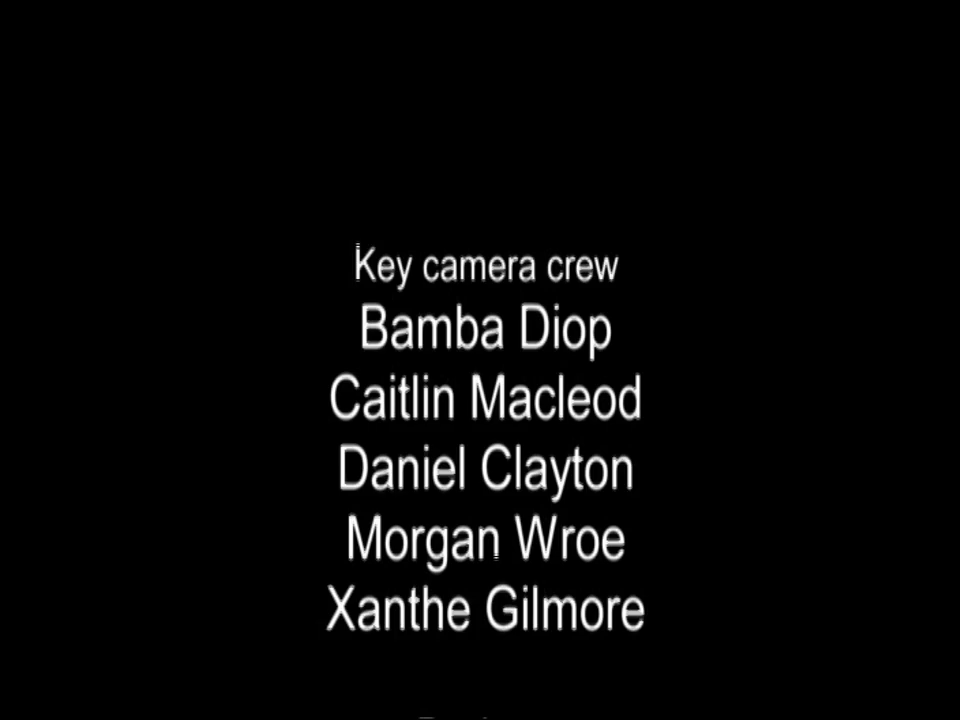 Key camera crew
Bamba Diop
Caitlin Macleod
Daniel Clayton
Morgan Wroe
Xanthe Gilmore